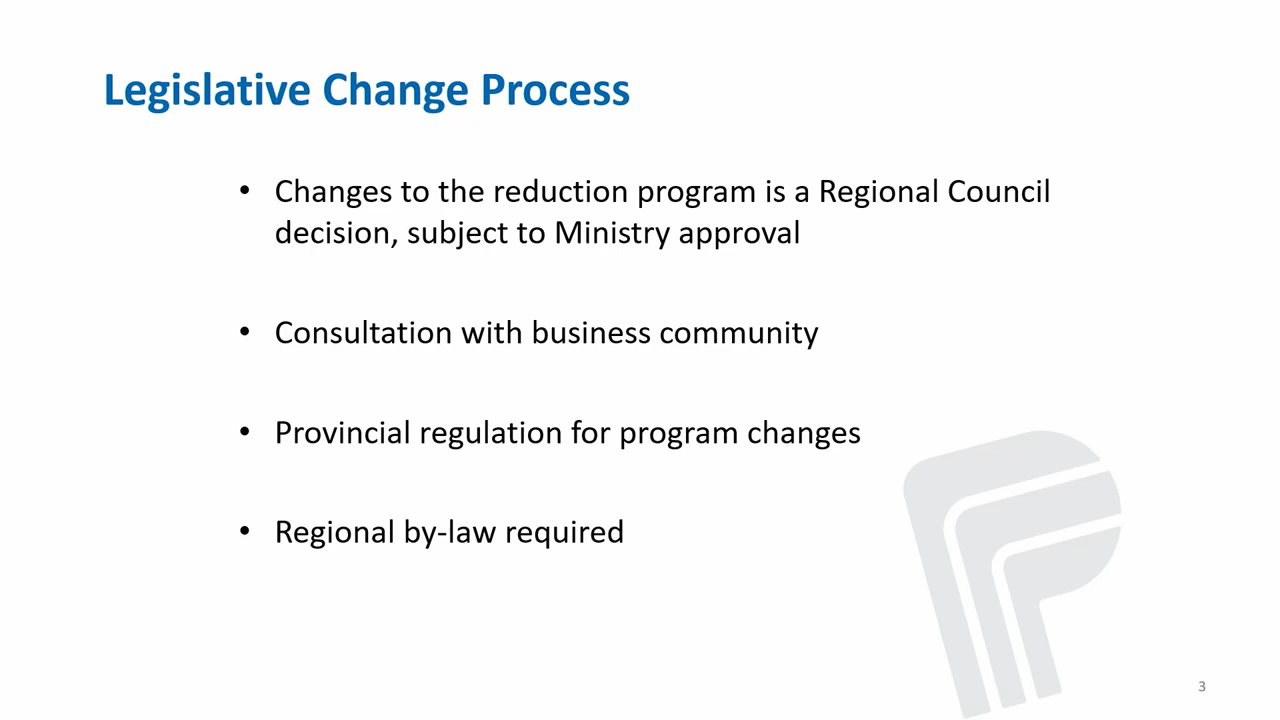 Legislative Change Process
• Changes to the reduction program is a Regional Council
decision, subject to Ministry approval
• Consultation with business community
• Provincial regulation for program changes
• Regional by-law required
3